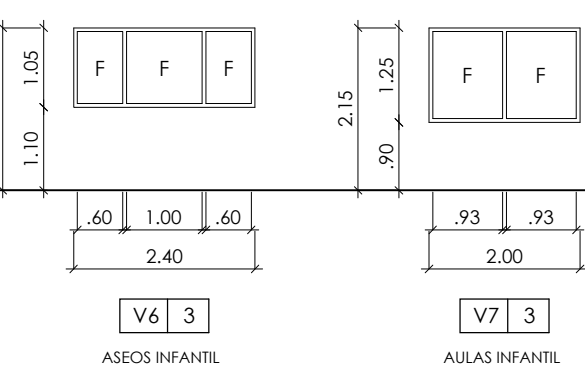 F F F
1.05
1.10
.60 1.00 .60
2.40
V6 3
ASEOS INFANTIL
F F
1.25
2.15
.90
.93 .93
2.00
V7 3
AULAS INFANTIL